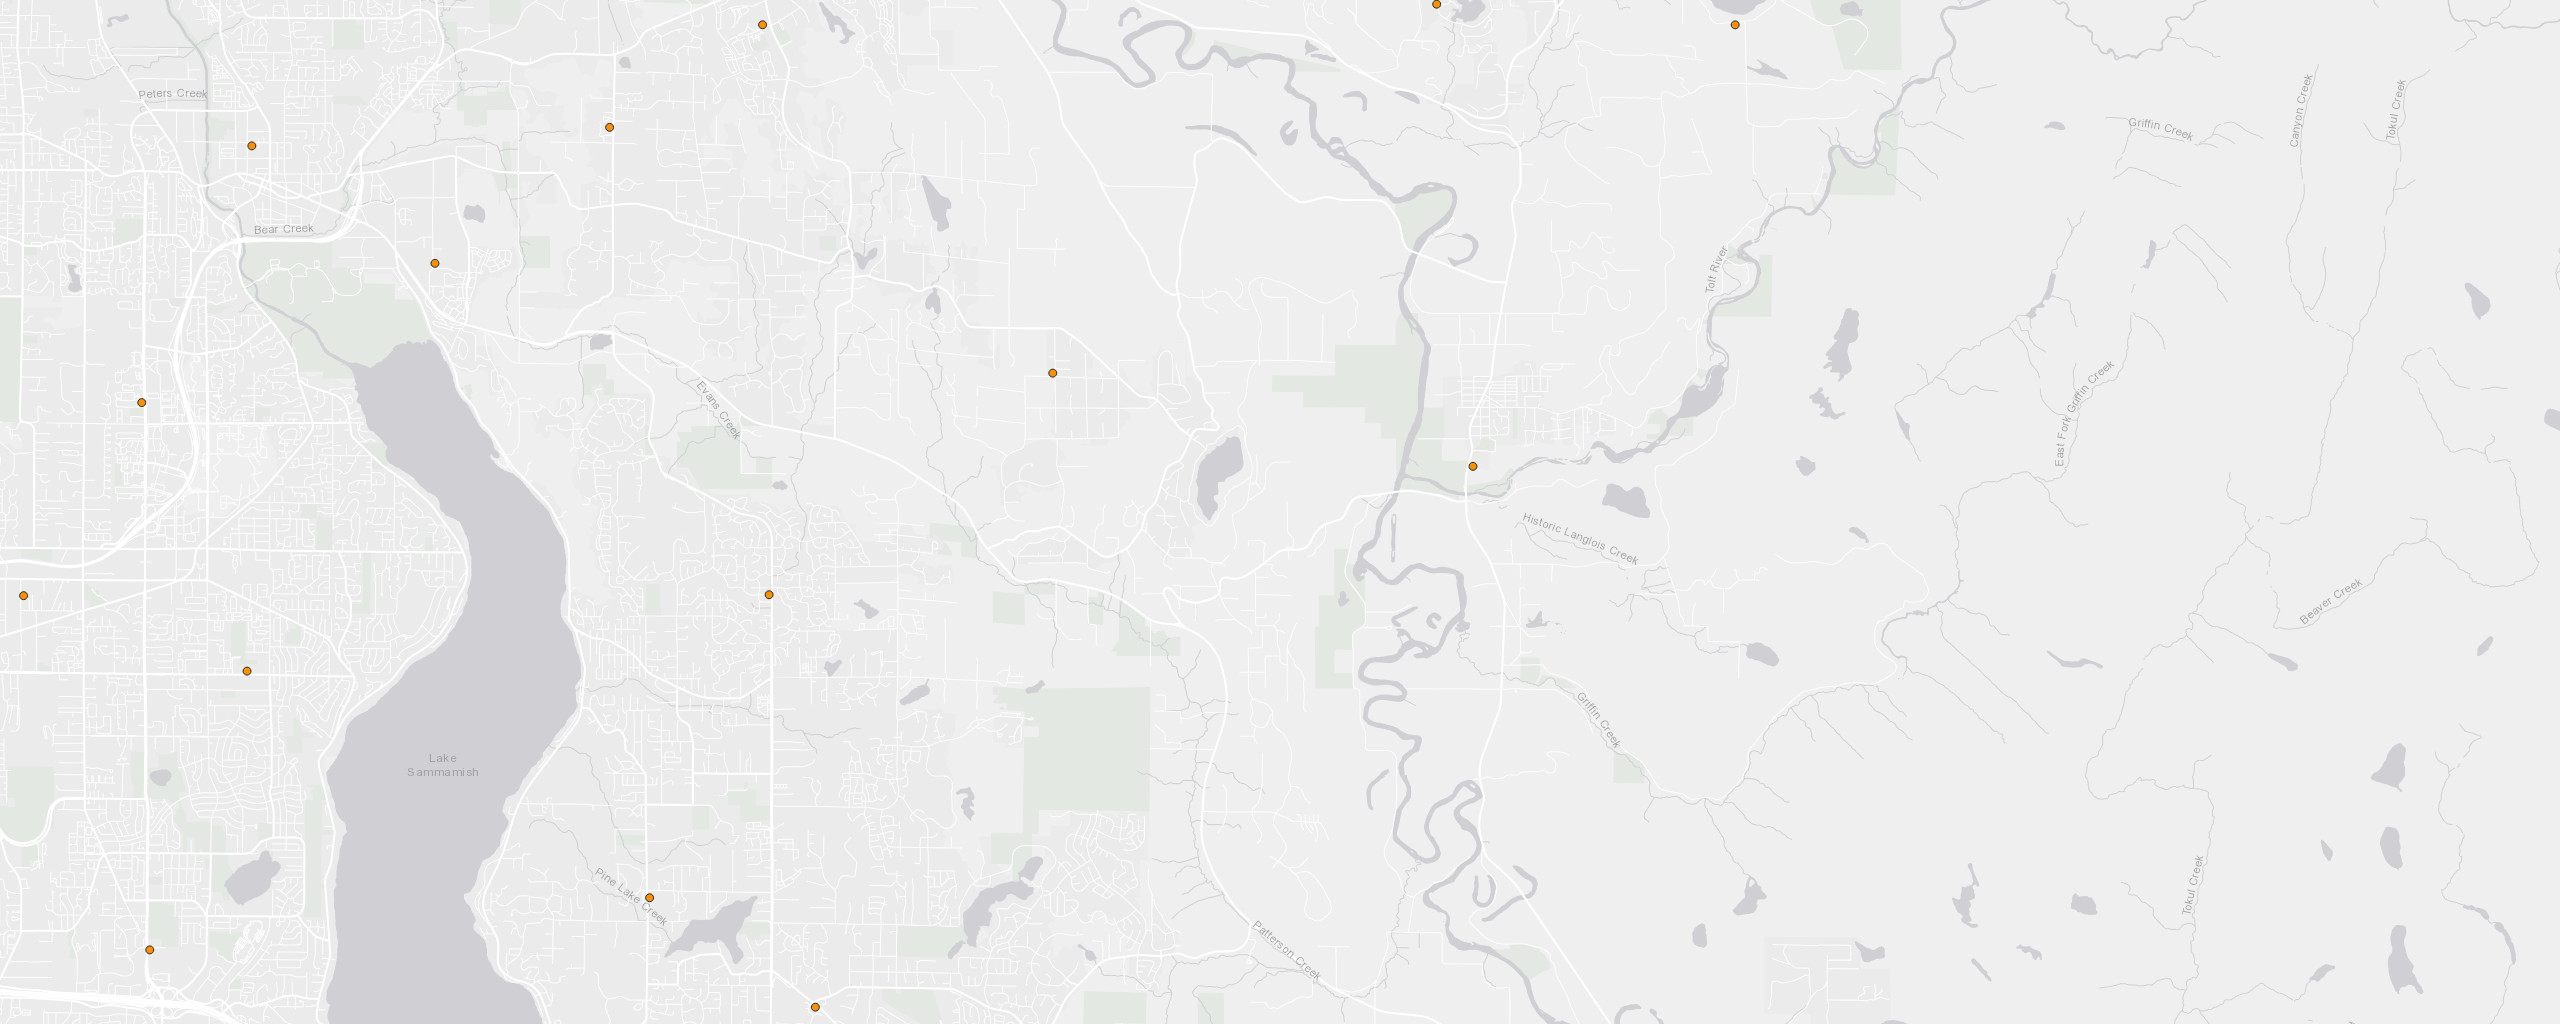 Peters Creek
Canyon Creek
Tokul Creek
Griffin Creek
Bear Creek
Tolt River
Evans Creek
East Fork Griffin Creek
Historic Langlois Creek
Beaver Creek
Griffin Creek
Lake
Sammamish
Pine Lake Creek
Tokul Creek
Patterson Creek